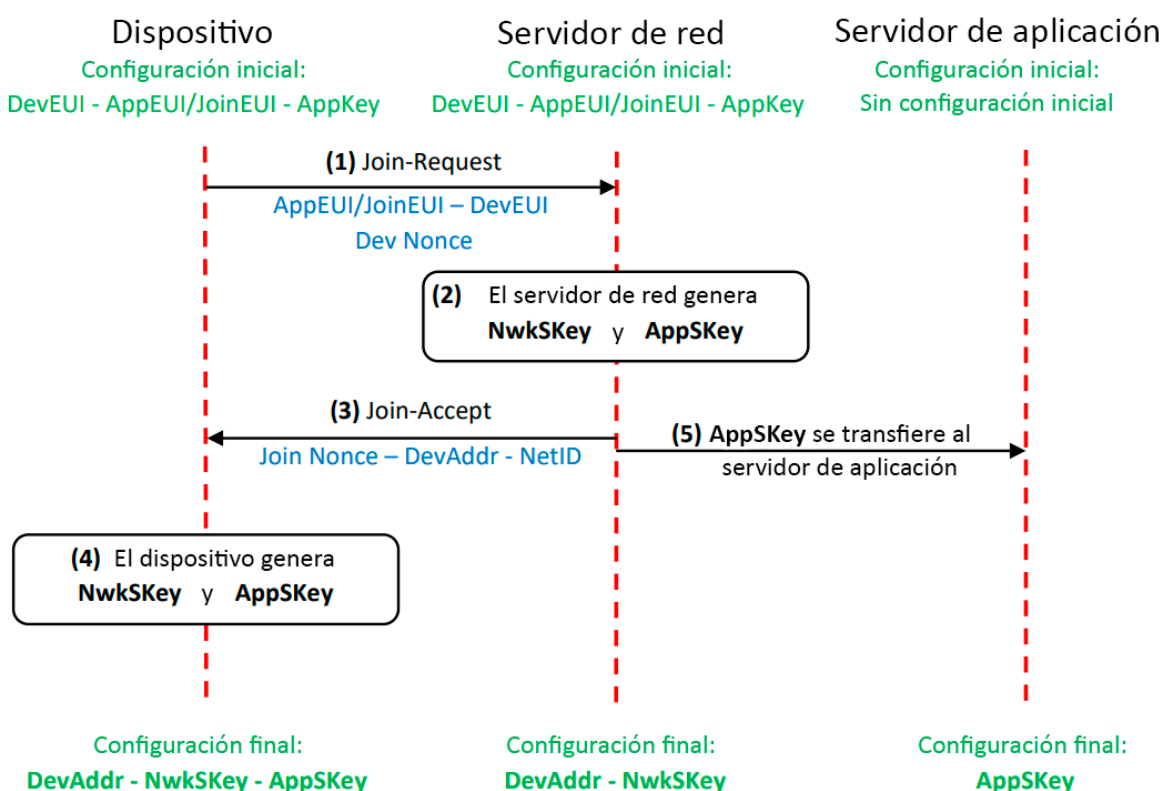 Dispositivo
Configuración inicial:
DevEUI - AppEUI/JoinEUI - AppKey
Servidor de red
Configuración inicial:
DevEUI - AppEUI/JoinEUI - AppKey
Servidor de aplicación
Configuración inicial:
Sin configuración inicial
(1) Join-Request
AppEUI/JoinEUI – DevEUI
Dev Nonce
(2) El servidor de red genera
NwkSKey y AppSKey
(3) Join-Accept
Join Nonce – DevAddr - NetID
(5) AppSKey se transfiere al
servidor de aplicación
(4) El dispositivo genera
NwkSKey y AppSKey
Configuración final:
DevAddr - NwkSKey - AppSKey
Configuración final:
DevAddr - NwkSKey
Configuración final:
AppSKey